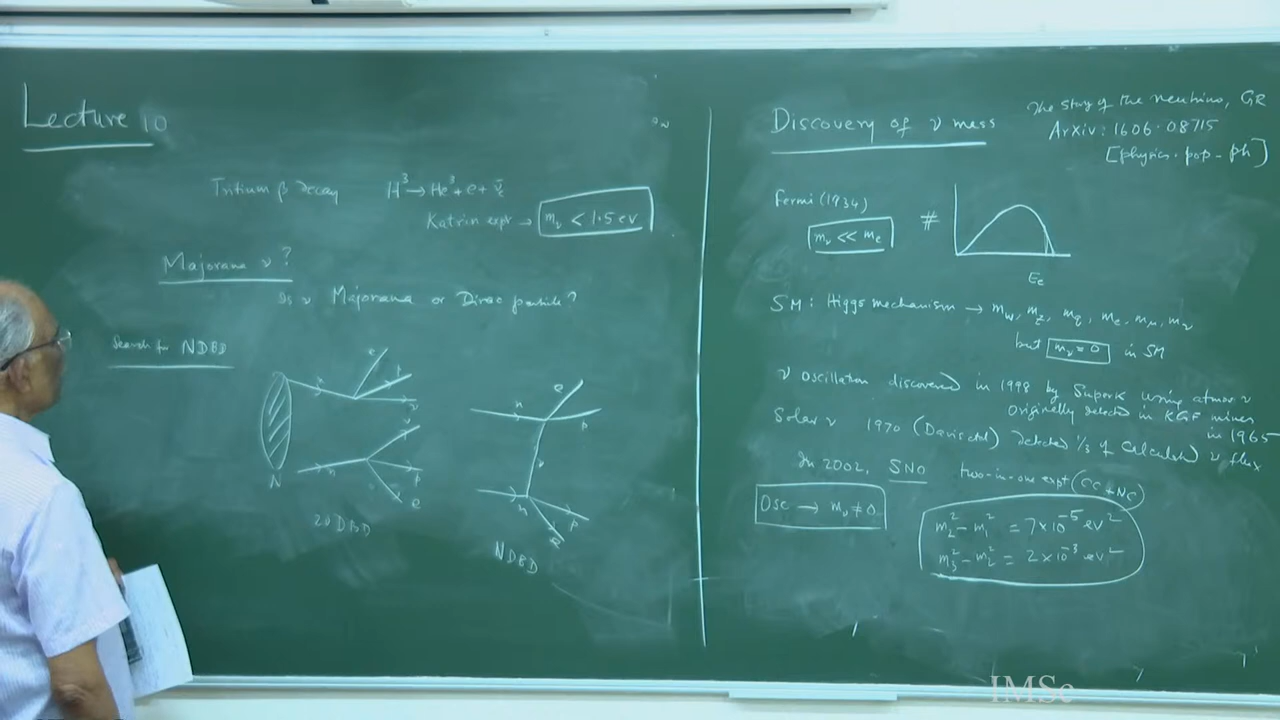 Lecture 10
Tritium β decay H³ → He³ + e + ν̄e
Katrin expt → mν < 1.5 eV
Majorana ν ?
Is ν Majorana or Dirac particle?
Search for NDBD
e
n p
ν
ν
n p
e
N
2νDBD
e
n
p
ν
n p
e
NDBD
Discovery of ν mass
The story of the neutrino, GR
ArXiv: 1606.08715
[physics.pop-ph]
Fermi (1934)
mν << me
#
Ee
SM: Higgs mechanism → mW, mZ, mq, me, mμ, mτ
but mν = 0 in SM
ν oscillation discovered in 1998 by SuperK using atmos ν
Originally detected in KGF mines
in 1965
Solar ν 1970 (Davis etal) detected 1/3 of calculated ν flux
In 2002, SNO two-in-one expt (CC + NC)
Osc → mν ≠ 0
m₂² − m₁² = 7×10⁻⁵ eV²
m₃² − m₂² = 2×10⁻³ eV²
IMSc